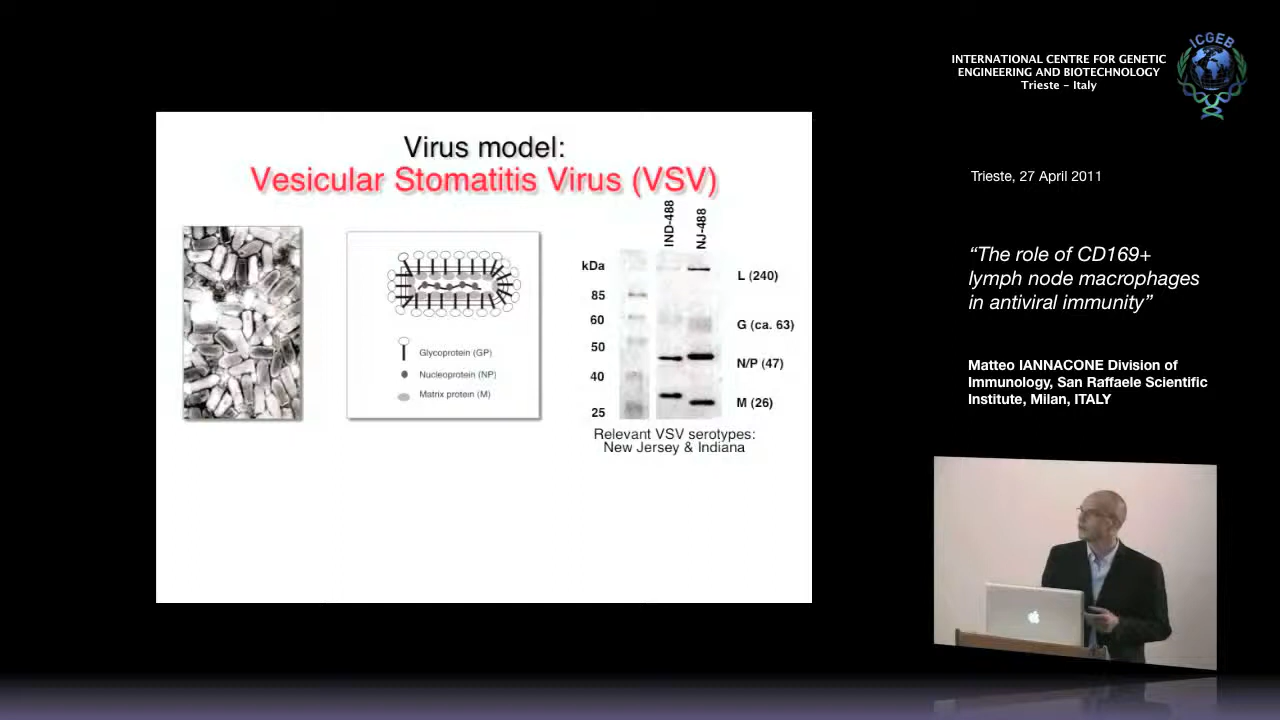 INTERNATIONAL CENTRE FOR GENETIC
ENGINEERING AND BIOTECHNOLOGY
Trieste - Italy
ICGEB
Trieste, 27 April 2011
“The role of CD169+
lymph node macrophages
in antiviral immunity”
Matteo IANNACONE Division of
Immunology, San Raffaele Scientific
Institute, Milan, ITALY
Virus model:
Vesicular Stomatitis Virus (VSV)
Glycoprotein (GP)
Nucleoprotein (NP)
Matrix protein (M)
IND-488
NJ-488
kDa
85
60
50
40
25
L (240)
G (ca. 63)
N/P (47)
M (26)
Relevant VSV serotypes:
New Jersey & Indiana